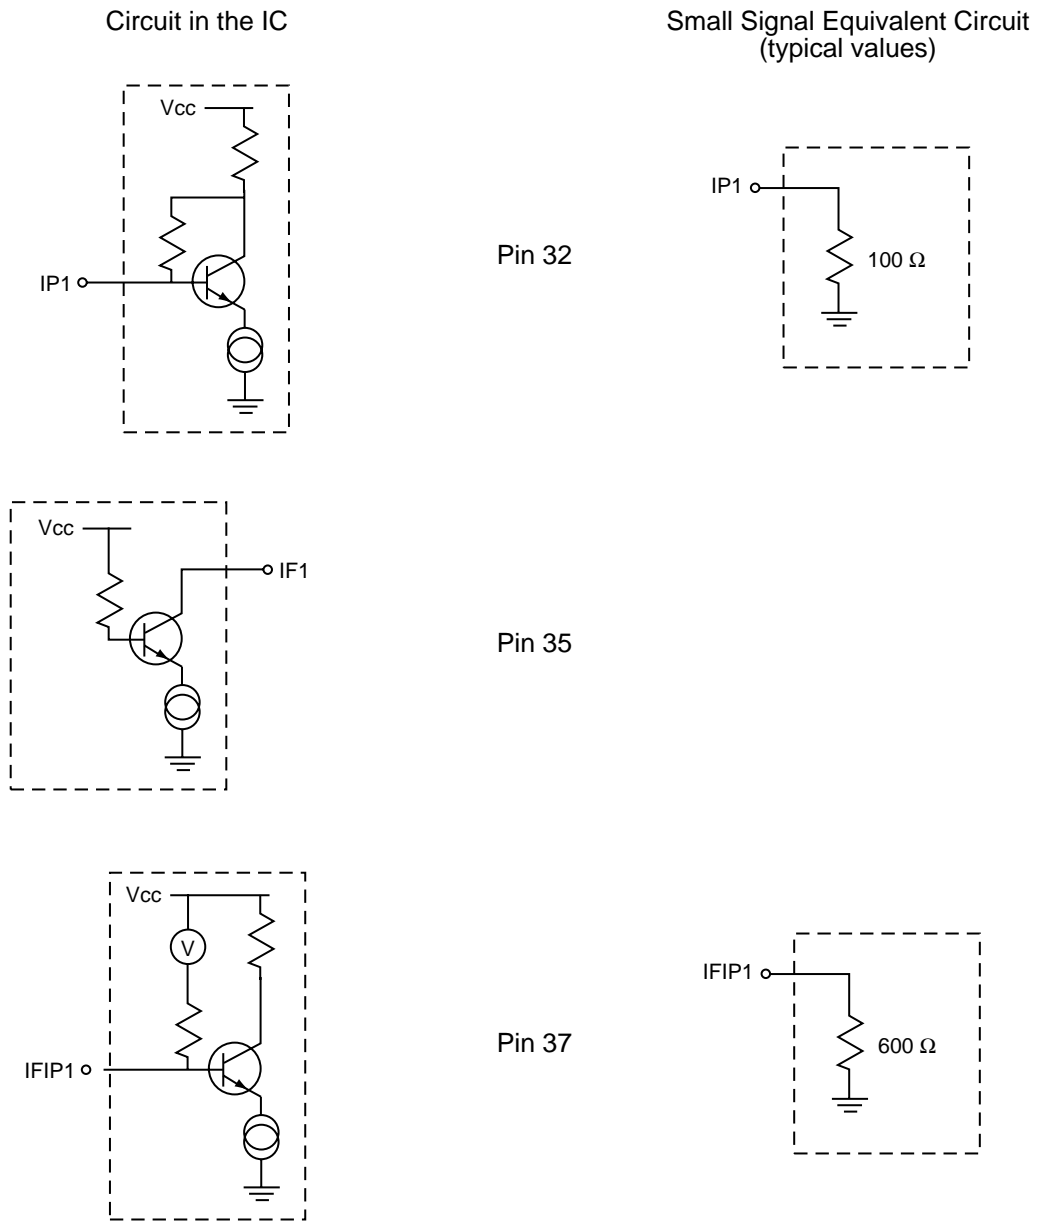 Circuit in the IC
Small Signal Equivalent Circuit
(typical values)
Vcc
IP1
Pin 32
IP1
100 Ω
Vcc
IF1
Pin 35
Vcc
V
IFIP1
Pin 37
IFIP1
600 Ω